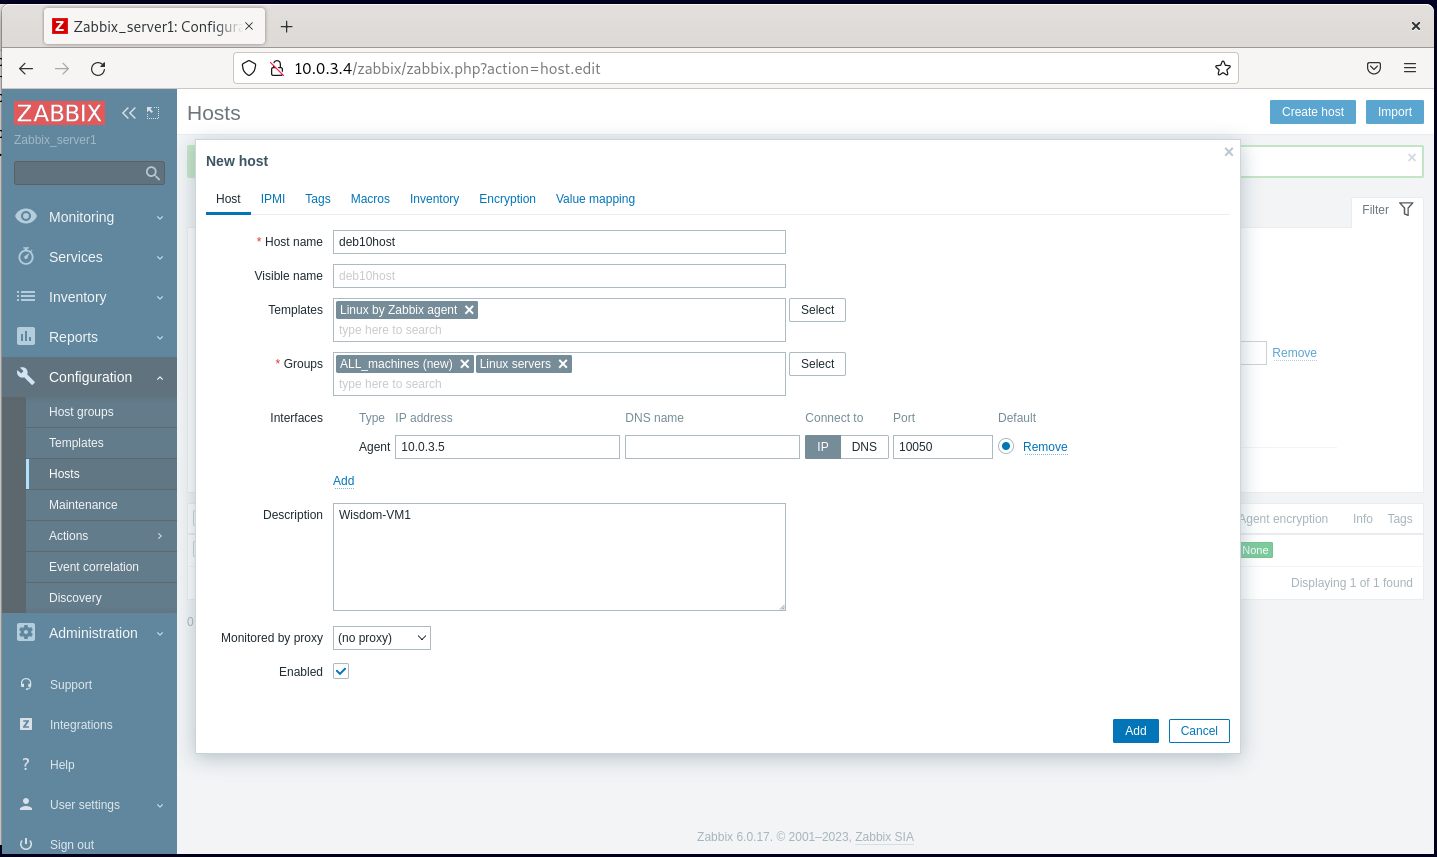 Zabbix_server1: Configura
10.0.3.4/zabbix/zabbix.php?action=host.edit
ZABBIX
Zabbix_server1
Monitoring
Services
Inventory
Reports
Configuration
Host groups
Templates
Hosts
Maintenance
Actions
Event correlation
Discovery
Administration
Support
Integrations
Help
User settings
Sign out
Hosts
Create host Import
Filter
Remove
New host
Host IPMI Tags Macros Inventory Encryption Value mapping
* Host name deb10host
Visible name deb10host
Templates Linux by Zabbix agent Select
type here to search
* Groups ALL_machines (new) Linux servers Select
type here to search
Interfaces Type IP address DNS name Connect to Port Default
Agent 10.0.3.5 IP DNS 10050 Remove
Add
Description Wisdom-VM1
Monitored by proxy (no proxy)
Enabled
Add Cancel
Agent encryption Info Tags
None
Displaying 1 of 1 found
0
Zabbix 6.0.17. © 2001–2023, Zabbix SIA